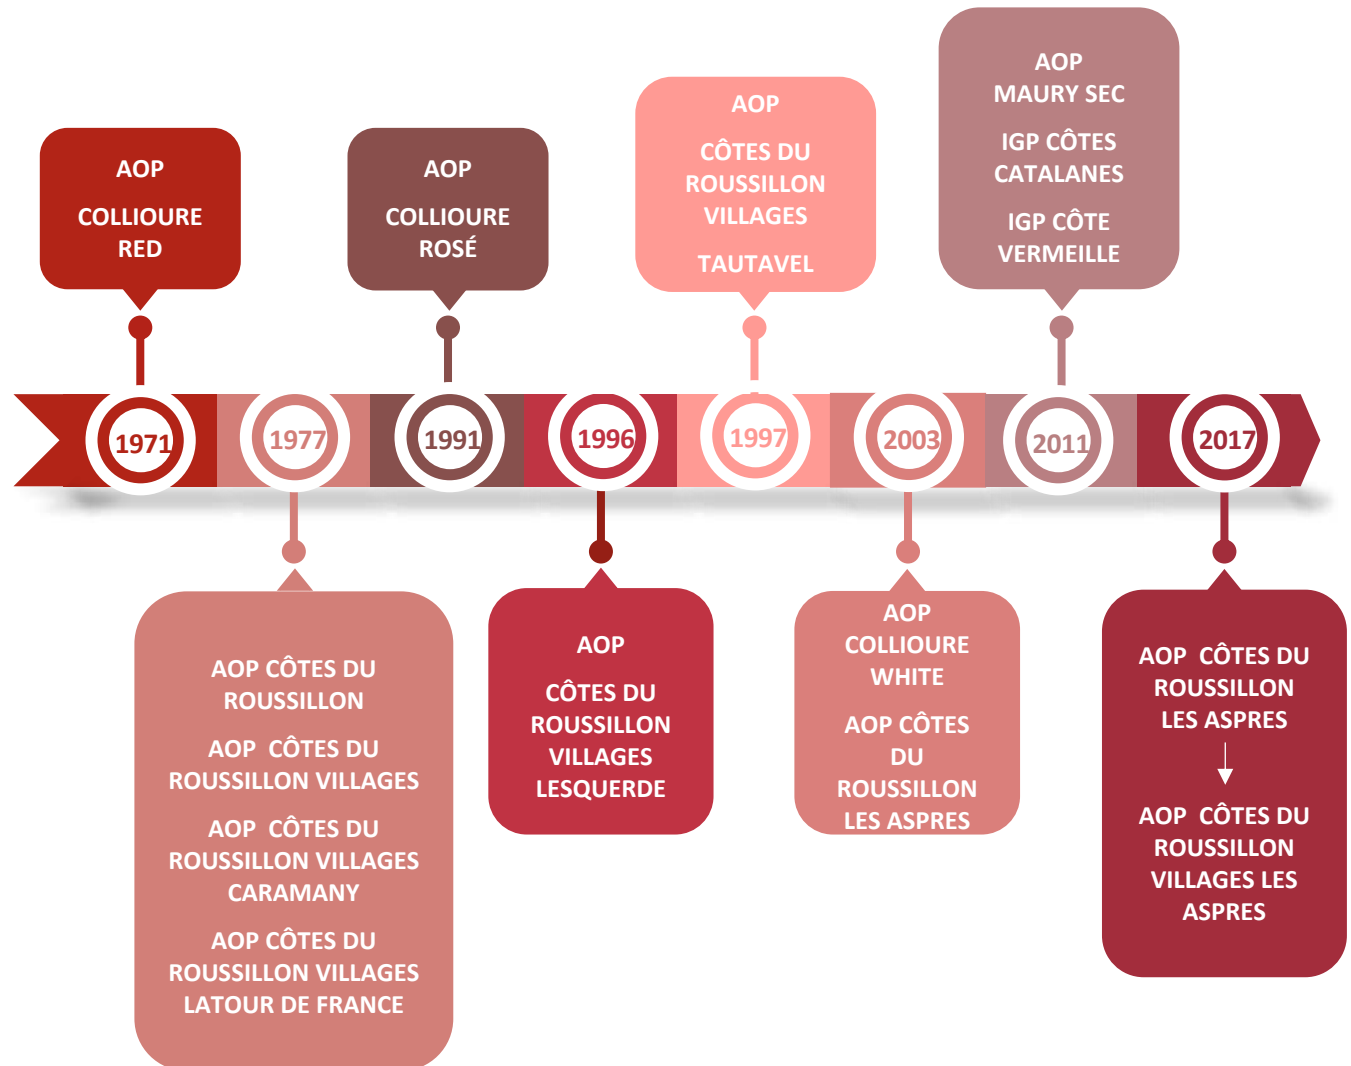 AOP
MAURY SEC
IGP CÔTES
CATALANES
IGP CÔTE
VERMEILLE
AOP
CÔTES DU
ROUSSILLON
VILLAGES
TAUTAVEL
AOP
COLLIOURE
RED
AOP
COLLIOURE
ROSÉ
1971
1977
1991
1996
1997
2003
2011
2017
AOP CÔTES DU
ROUSSILLON
AOP CÔTES DU
ROUSSILLON VILLAGES
AOP CÔTES DU
ROUSSILLON VILLAGES
CARAMANY
AOP CÔTES DU
ROUSSILLON VILLAGES
LATOUR DE FRANCE
AOP
CÔTES DU
ROUSSILLON
VILLAGES
LESQUERDE
AOP
COLLIOURE
WHITE
AOP CÔTES
DU
ROUSSILLON
LES ASPRES
AOP CÔTES DU
ROUSSILLON
LES ASPRES
AOP CÔTES DU
ROUSSILLON
VILLAGES LES
ASPRES